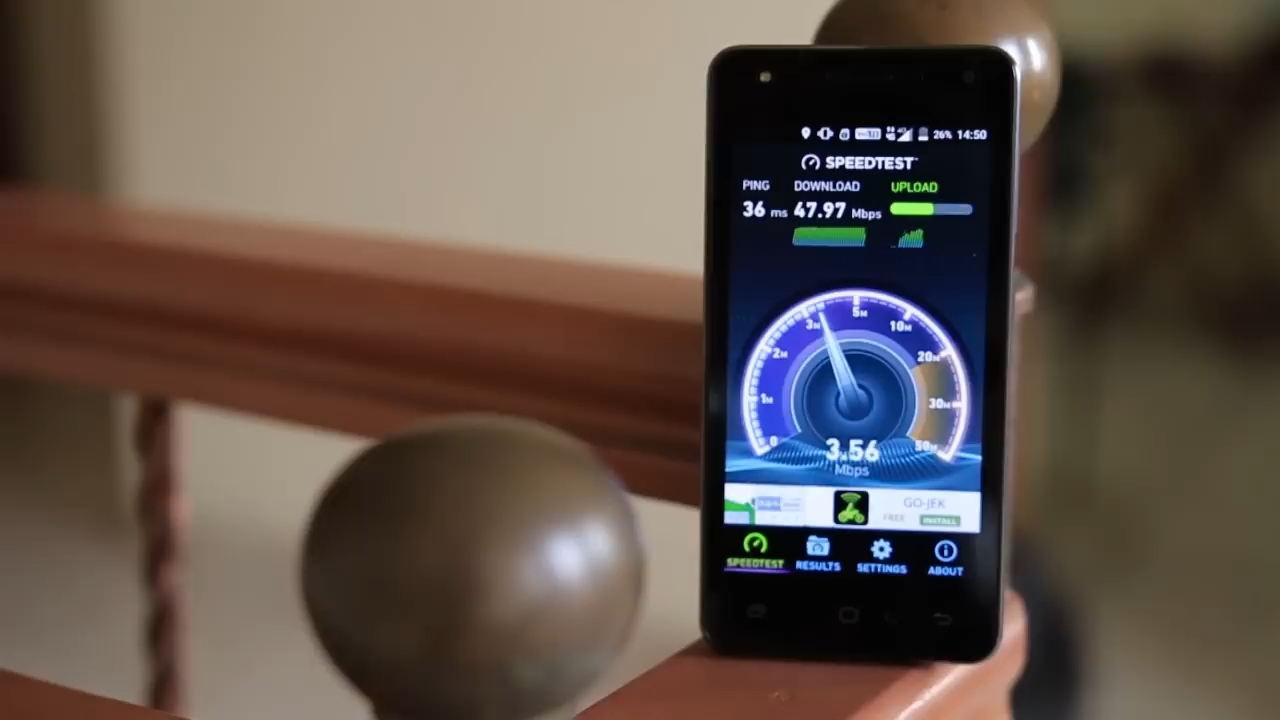 26% 14:50
SPEEDTEST
PING DOWNLOAD UPLOAD
36 ms 47.97 Mbps
0 1M 2M 3M 5M 10M 20M 30M 50M
3.56
Mbps
GO-JEK
FREE INSTALL
SPEEDTEST RESULTS SETTINGS ABOUT